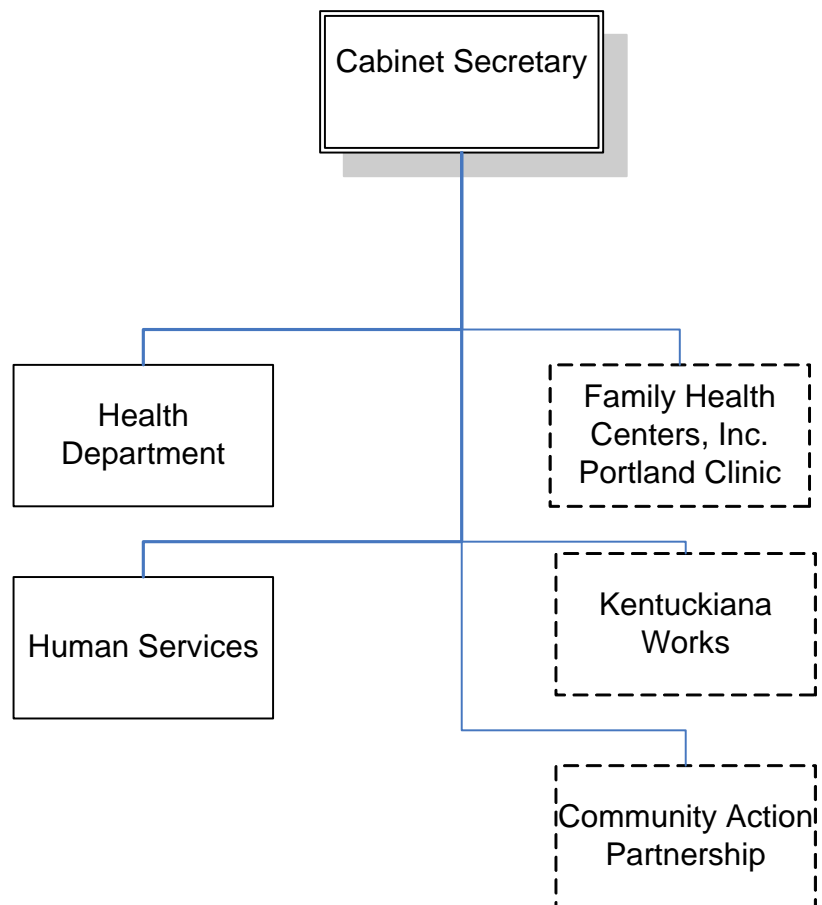 Cabinet Secretary
Health
Department
Family Health
Centers, Inc.
Portland Clinic
Human Services
Kentuckiana
Works
Community Action
Partnership